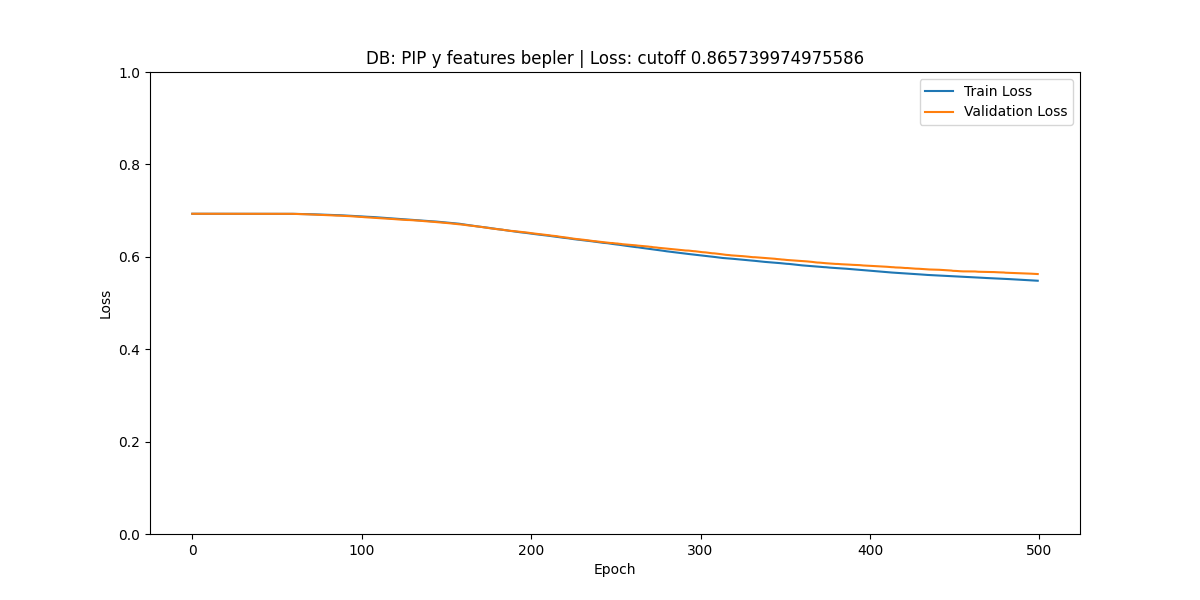 DB: PIP y features bepler | Loss: cutoff 0.865739974975586
Train Loss
Validation Loss
1.0
0.8
0.6
0.4
0.2
0.0
Loss
0 100 200 300 400 500
Epoch